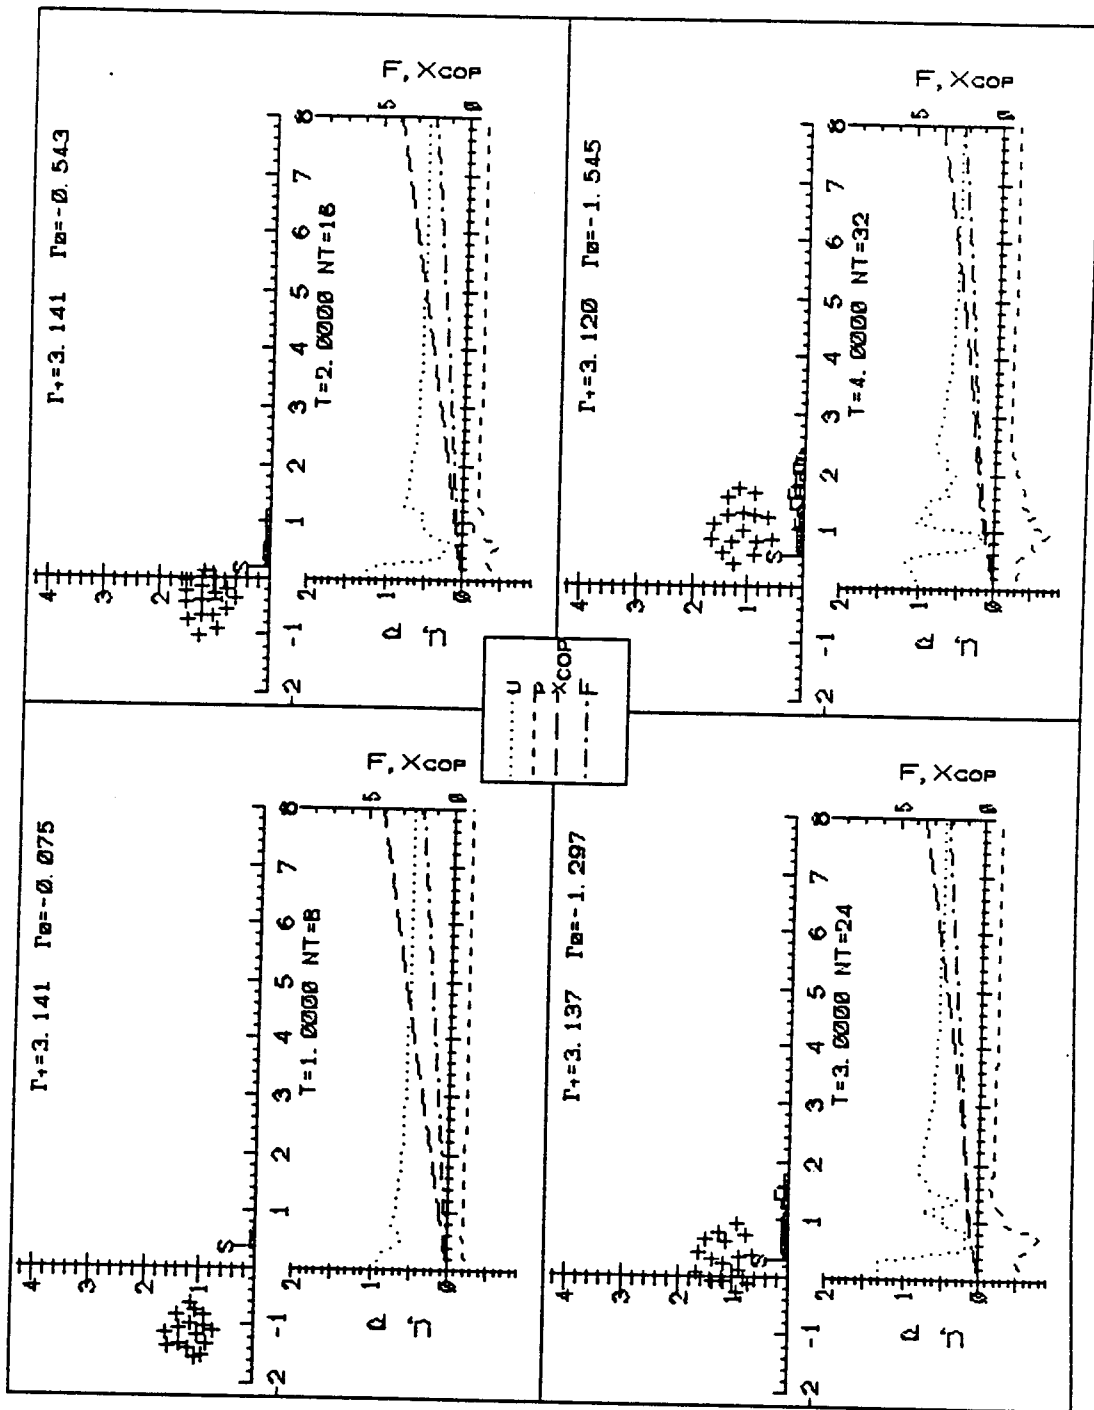 Γ+=3.141 Γø=-0.075
4
3
2
1
S
-2 -1 1 2 3 4 5 6 7 8
T=1.0000 NT=8
F, XCOP
2
1
0
5
0
U, P
Γ+=3.141 Γø=-0.543
4
3
2
1
S
-2 -1 1 2 3 4 5 6 7 8
T=2.0000 NT=16
F, XCOP
2
1
0
5
0
U, P
U
P
XCOP
F
Γ+=3.137 Γø=-1.297
4
3
2
1
S
-2 -1 1 2 3 4 5 6 7 8
T=3.0000 NT=24
F, XCOP
2
1
0
5
0
U, P
Γ+=3.120 Γø=-1.545
4
3
2
1
S
-2 -1 1 2 3 4 5 6 7 8
T=4.0000 NT=32
F, XCOP
2
1
0
5
0
U, P